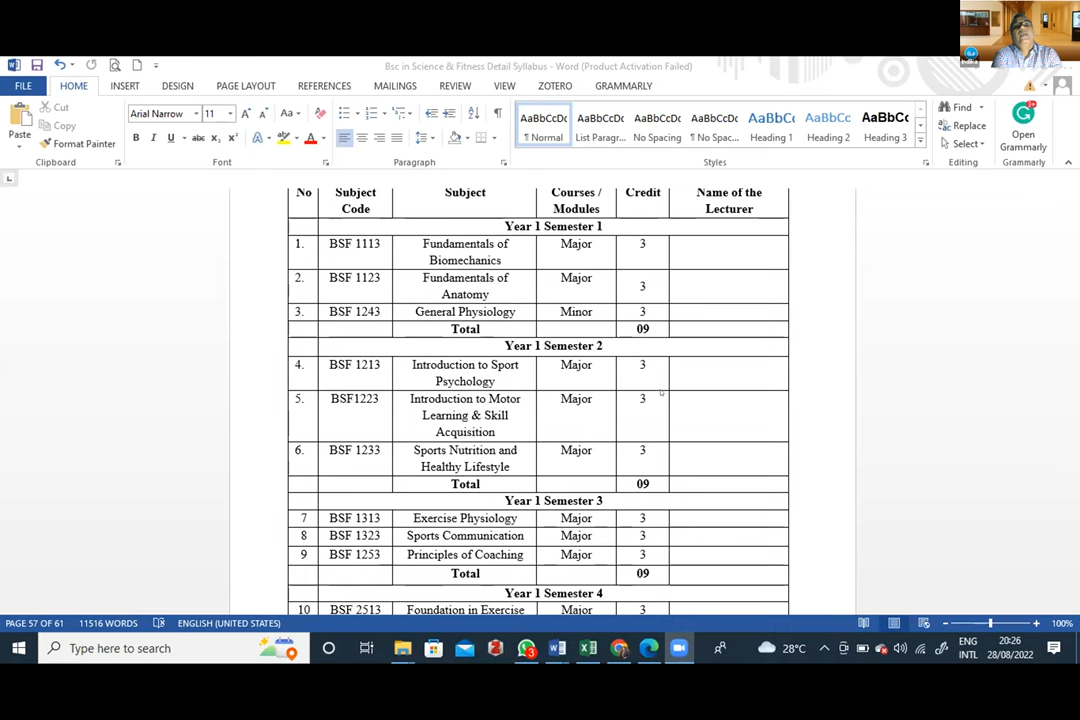 Bsc in Science & Fitness Detail Syllabus - Word (Product Activation Failed)
FILE HOME INSERT DESIGN PAGE LAYOUT REFERENCES MAILINGS REVIEW VIEW ZOTERO GRAMMARLY
Cut
Copy
Format Painter
Paste
Clipboard
Arial Narrow 11
Font
Paragraph
AaBbCcDc AaBbCcDc AaBbCcDc AaBbCcDc AaBbCc AaBbCc AaBbCc
¶ Normal List Paragr... No Spacing ¶ No Spac... Heading 1 Heading 2 Heading 3
Styles
Find
Replace
Select
Editing
Open
Grammarly
Grammarly
No Subject Subject Courses / Credit Name of the
Code Modules Lecturer
Year 1 Semester 1
1. BSF 1113 Fundamentals of Major 3
Biomechanics
2. BSF 1123 Fundamentals of Major
Anatomy 3
3. BSF 1243 General Physiology Minor 3
Total 09
Year 1 Semester 2
4. BSF 1213 Introduction to Sport Major 3
Psychology
5. BSF1223 Introduction to Motor Major 3
Learning & Skill
Acquisition
6. BSF 1233 Sports Nutrition and Major 3
Healthy Lifestyle
Total 09
Year 1 Semester 3
7 BSF 1313 Exercise Physiology Major 3
8 BSF 1323 Sports Communication Major 3
9 BSF 1253 Principles of Coaching Major 3
Total 09
Year 1 Semester 4
10 BSF 2513 Foundation in Exercise Major 3
PAGE 57 OF 61 11516 WORDS ENGLISH (UNITED STATES) 100%
Type here to search
3
28°C
ENG
INTL
20:26
28/08/2022